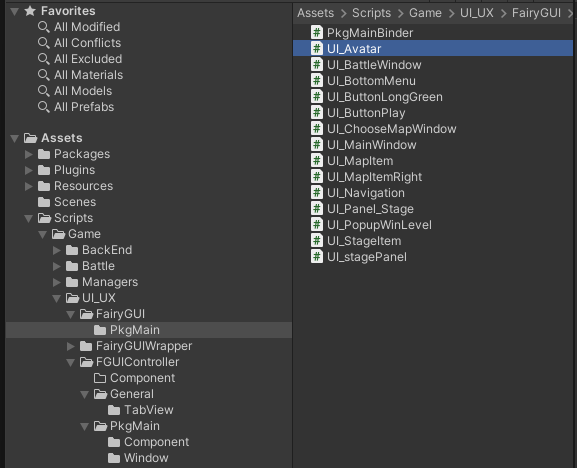 Favorites
All Modified
All Conflicts
All Excluded
All Materials
All Models
All Prefabs
Assets
Packages
Plugins
Resources
Scenes
Scripts
Game
BackEnd
Battle
Managers
UI_UX
FairyGUI
PkgMain
FairyGUIWrapper
FGUIController
Component
General
TabView
PkgMain
Component
Window
Assets > Scripts > Game > UI_UX > FairyGUI >
PkgMainBinder
UI_Avatar
UI_BattleWindow
UI_BottomMenu
UI_ButtonLongGreen
UI_ButtonPlay
UI_ChooseMapWindow
UI_MainWindow
UI_MapItem
UI_MapItemRight
UI_Navigation
UI_Panel_Stage
UI_PopupWinLevel
UI_StageItem
UI_stagePanel